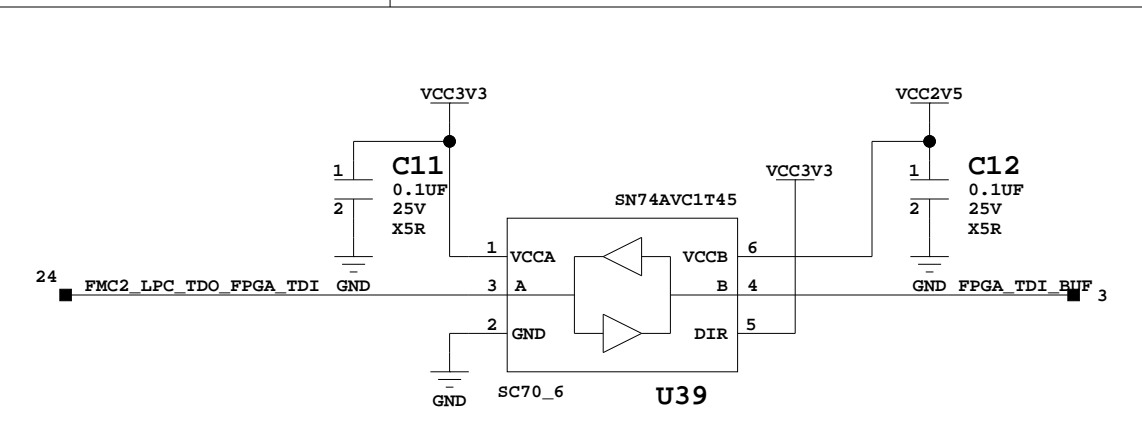 VCC3V3
VCC2V5
1
C11
0.1UF
2
25V
X5R
GND
VCC3V3
1
C12
0.1UF
2
25V
X5R
GND
SN74AVC1T45
1 VCCA
VCCB 6
24
FMC2_LPC_TDO_FPGA_TDI
3 A
B 4
FPGA_TDI_BUF 3
2 GND
DIR 5
GND
SC70_6
U39